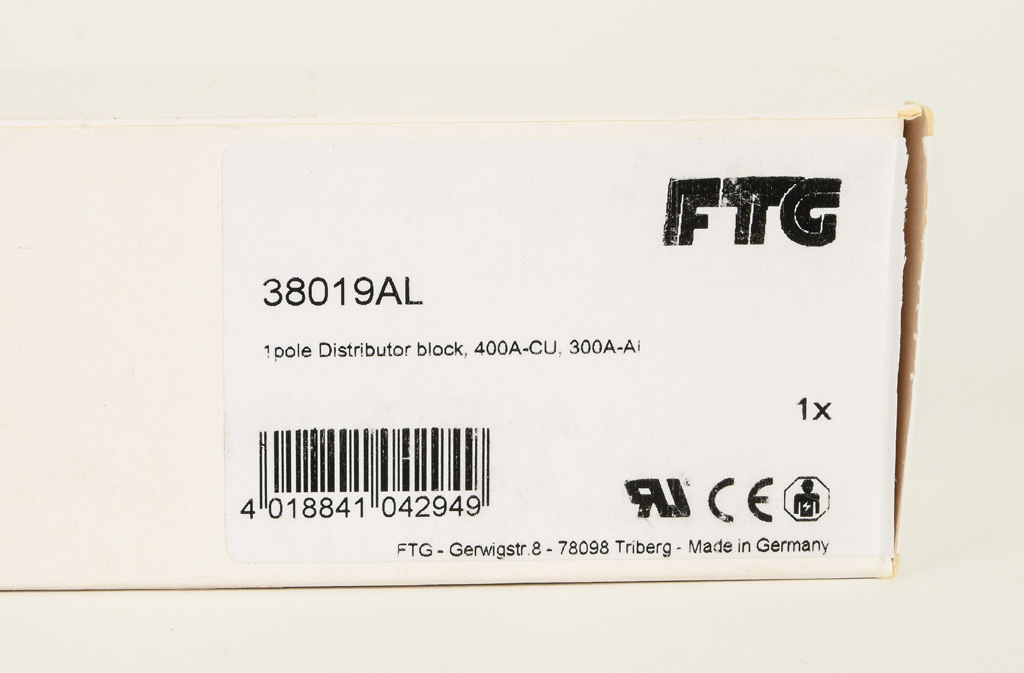 FTG
38019AL
1pole Distributor block, 400A-CU, 300A-Al
1x
4 018841 042949
CE
FTG - Gerwigstr.8 - 78098 Triberg - Made in Germany